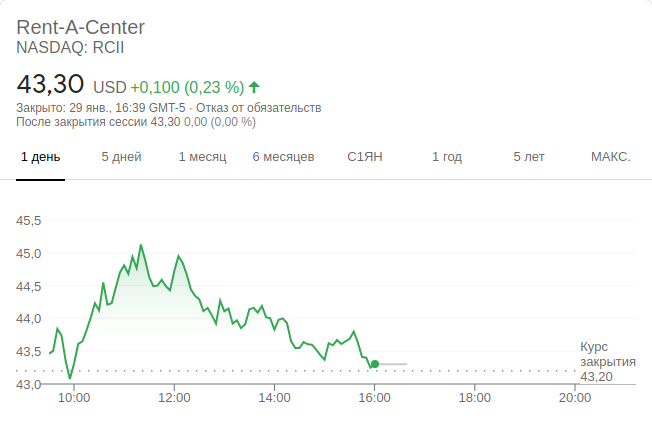 Rent-A-Center
NASDAQ: RCII
43,30 USD +0,100 (0,23 %)
Закрыто: 29 янв., 16:39 GMT-5 · Отказ от обязательств
После закрытия сессии 43,30 0,00 (0,00 %)
1 день 5 дней 1 месяц 6 месяцев С1ЯН 1 год 5 лет МАКС.
45,5
45,0
44,5
44,0
43,5
43,0
Курс
закрытия
43,20
10:00 12:00 14:00 16:00 18:00 20:00